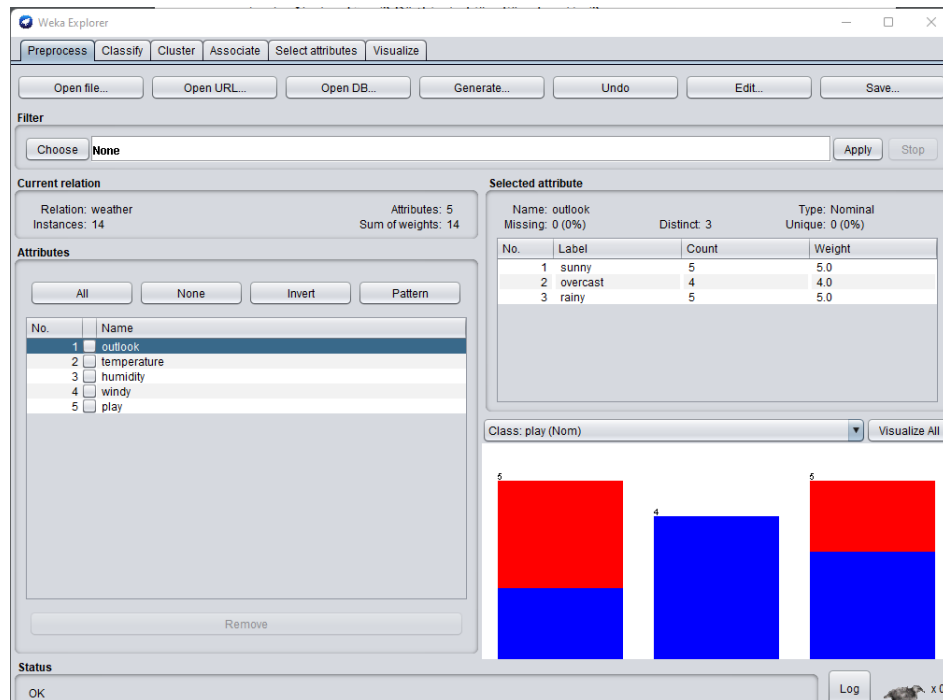 Weka Explorer
Preprocess Classify Cluster Associate Select attributes Visualize
Open file... Open URL... Open DB... Generate... Undo Edit... Save...
Filter
Choose None Apply Stop
Current relation
Relation: weather Attributes: 5
Instances: 14 Sum of weights: 14
Attributes
All None Invert Pattern
No. Name
1 outlook
2 temperature
3 humidity
4 windy
5 play
Remove
Selected attribute
Name: outlook Type: Nominal
Missing: 0 (0%) Distinct: 3 Unique: 0 (0%)
No. Label Count Weight
1 sunny 5 5.0
2 overcast 4 4.0
3 rainy 5 5.0
Class: play (Nom) Visualize All
5 4 5
Status
OK
Log x 0